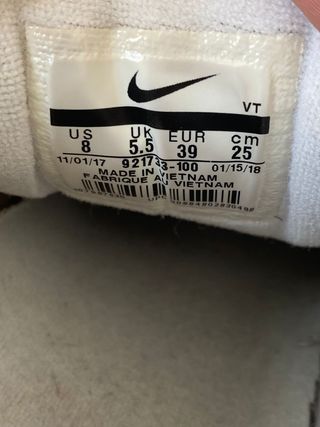 VT
US UK EUR cm
8 5.5 39 25
11/01/17 921733-100 01/15/18
MADE IN VIETNAM
FABRIQUE AU VIETNAM